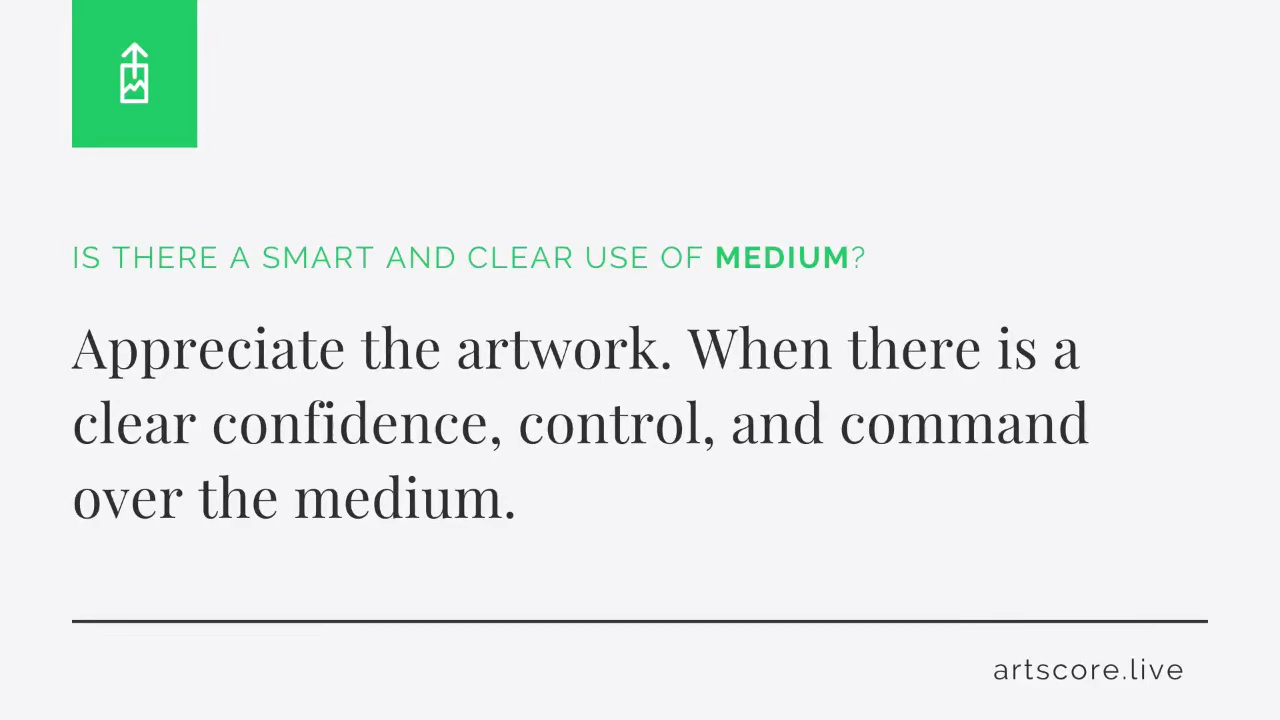 IS THERE A SMART AND CLEAR USE OF MEDIUM?
Appreciate the artwork. When there is a
clear confidence, control, and command
over the medium.
artscore.live